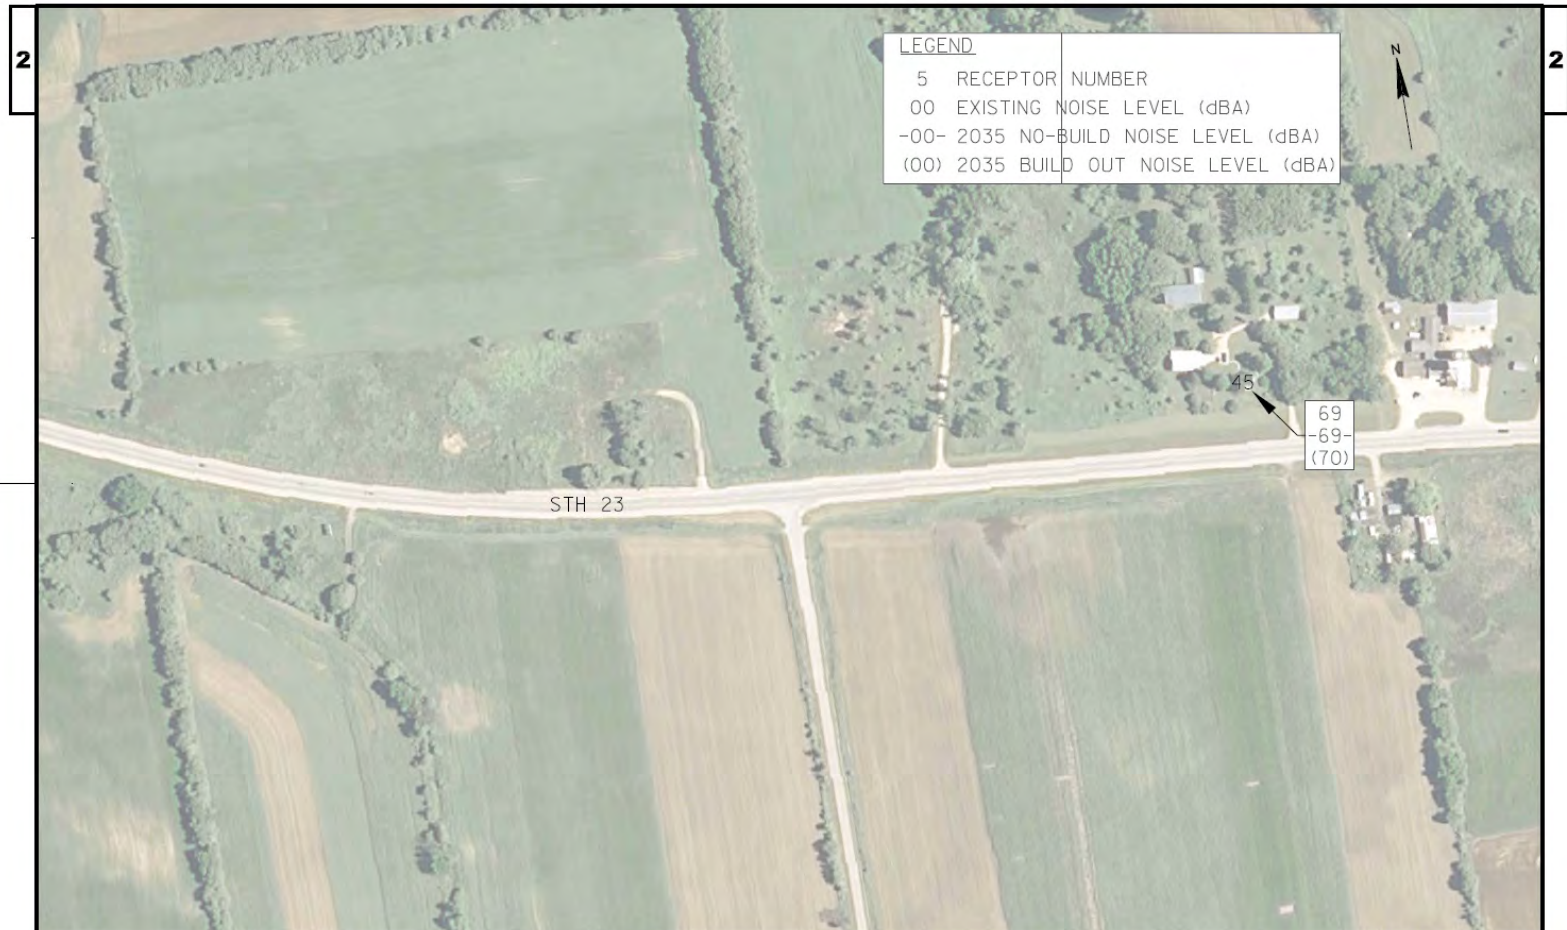 2
2
LEGEND
5 RECEPTOR NUMBER
00 EXISTING NOISE LEVEL (dBA)
-00- 2035 NO-BUILD NOISE LEVEL (dBA)
(00) 2035 BUILD OUT NOISE LEVEL (dBA)
N
45
69
-69-
(70)
STH 23